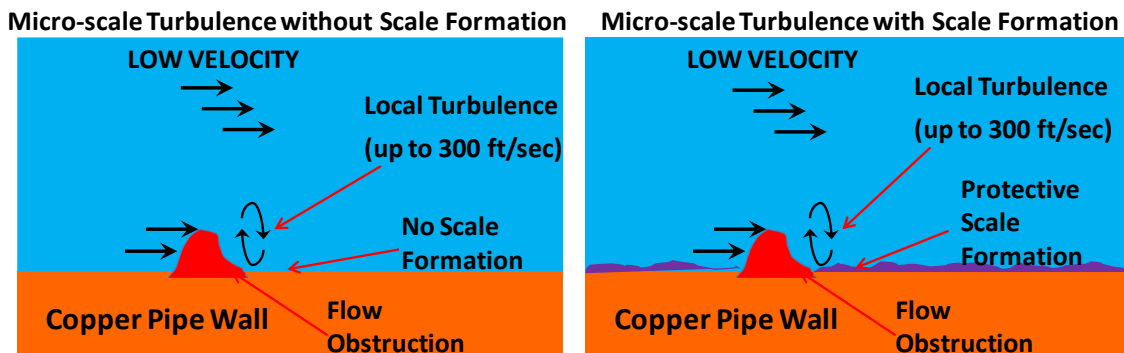 Micro-scale Turbulence without Scale Formation
LOW VELOCITY
Local Turbulence
(up to 300 ft/sec)
No Scale
Formation
Copper Pipe Wall
Flow
Obstruction
Micro-scale Turbulence with Scale Formation
LOW VELOCITY
Local Turbulence
(up to 300 ft/sec)
Protective
Scale
Formation
Copper Pipe Wall
Flow
Obstruction